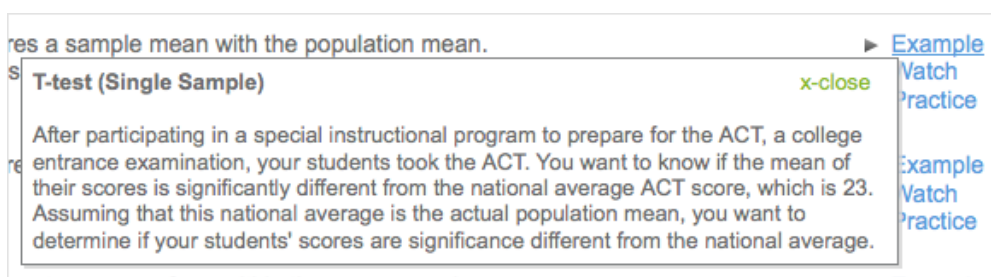 res a sample mean with the population mean. ► Example
T-test (Single Sample) x-close
Watch
Practice
After participating in a special instructional program to prepare for the ACT, a college
entrance examination, your students took the ACT. You want to know if the mean of
Example
their scores is significantly different from the national average ACT score, which is 23.
Watch
Assuming that this national average is the actual population mean, you want to
Practice
determine if your students' scores are significance different from the national average.